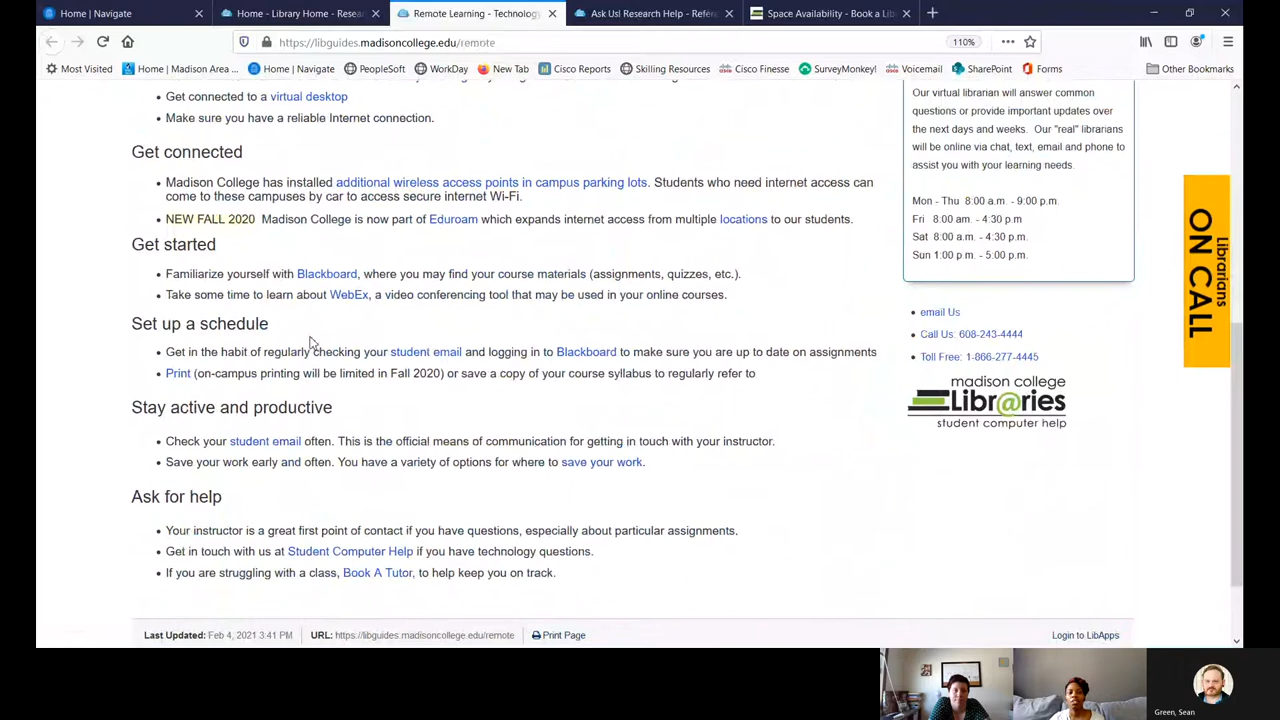 Home | Navigate
Home - Library Home - Resear
Remote Learning - Technology
Ask Us! Research Help - Refere
Space Availability - Book a Lib
https://libguides.madisoncollege.edu/remote
110%
Most Visited
Home | Madison Area ...
Home | Navigate
PeopleSoft
WorkDay
New Tab
Cisco Reports
Skilling Resources
Cisco Finesse
SurveyMonkey!
Voicemail
SharePoint
Forms
Other Bookmarks
• Get connected to a virtual desktop
• Make sure you have a reliable Internet connection.
Get connected
• Madison College has installed additional wireless access points in campus parking lots. Students who need internet access can
come to these campuses by car to access secure internet Wi-Fi.
• NEW FALL 2020 Madison College is now part of Eduroam which expands internet access from multiple locations to our students.
Get started
• Familiarize yourself with Blackboard, where you may find your course materials (assignments, quizzes, etc.).
• Take some time to learn about WebEx, a video conferencing tool that may be used in your online courses.
Set up a schedule
• Get in the habit of regularly checking your student email and logging in to Blackboard to make sure you are up to date on assignments
• Print (on-campus printing will be limited in Fall 2020) or save a copy of your course syllabus to regularly refer to
Stay active and productive
• Check your student email often. This is the official means of communication for getting in touch with your instructor.
• Save your work early and often. You have a variety of options for where to save your work.
Ask for help
• Your instructor is a great first point of contact if you have questions, especially about particular assignments.
• Get in touch with us at Student Computer Help if you have technology questions.
• If you are struggling with a class, Book A Tutor, to help keep you on track.
Our virtual librarian will answer common
questions or provide important updates over
the next days and weeks. Our "real" librarians
will be online via chat, text, email and phone to
assist you with your learning needs.
Mon - Thu 8:00 a.m. - 9:00 p.m.
Fri 8:00 am. - 4:30 p.m
Sat 8:00 a.m. - 4:30 p.m.
Sun 1:00 p.m. - 5:00 p.m.
• email Us
• Call Us: 608-243-4444
• Toll Free: 1-866-277-4445
madison college
Libr@ries
student computer help
Librarians
ON CALL
Last Updated: Feb 4, 2021 3:41 PM
URL: https://libguides.madisoncollege.edu/remote
Print Page
Login to LibApps
Green, Sean